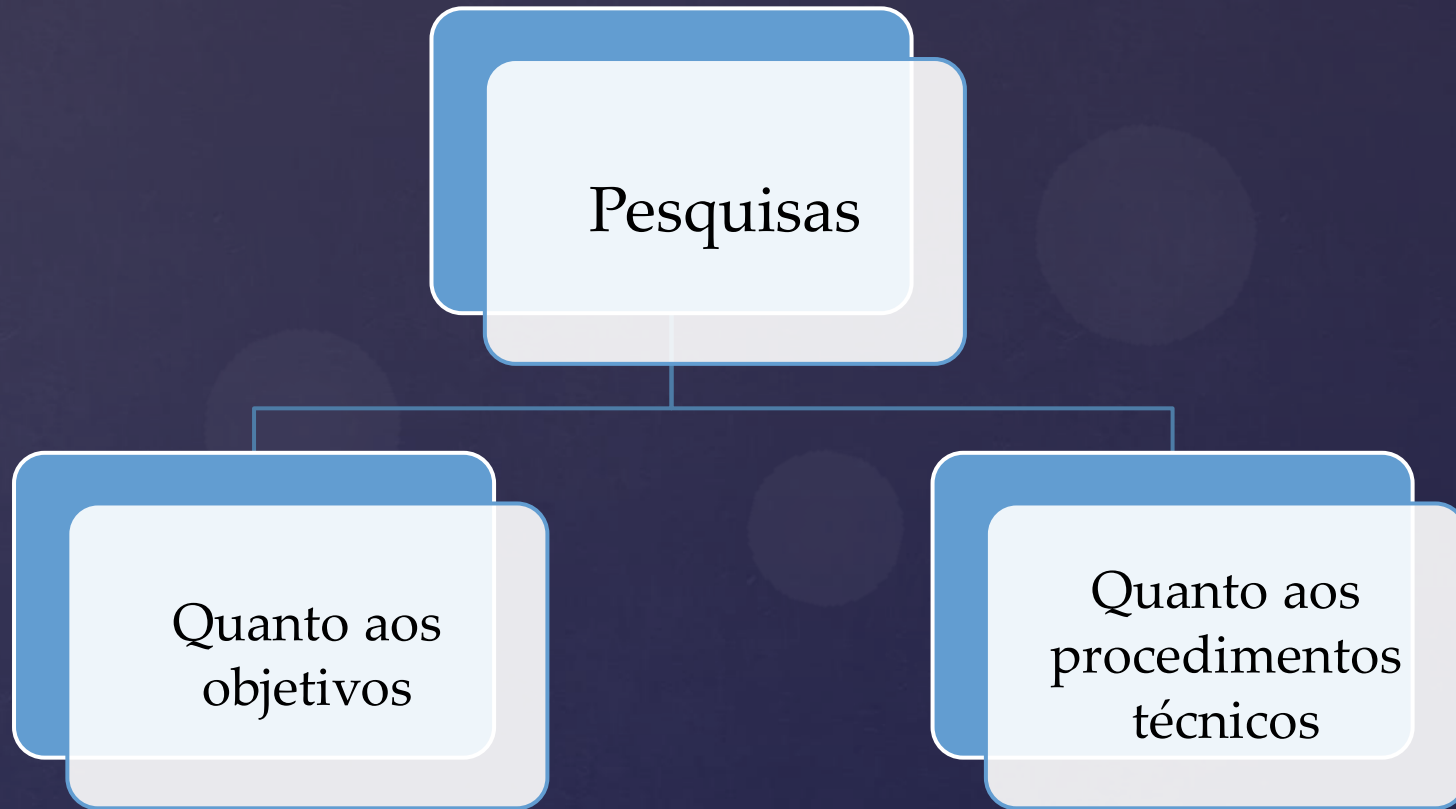 Pesquisas
Quanto aos
objetivos
Quanto aos
procedimentos
técnicos